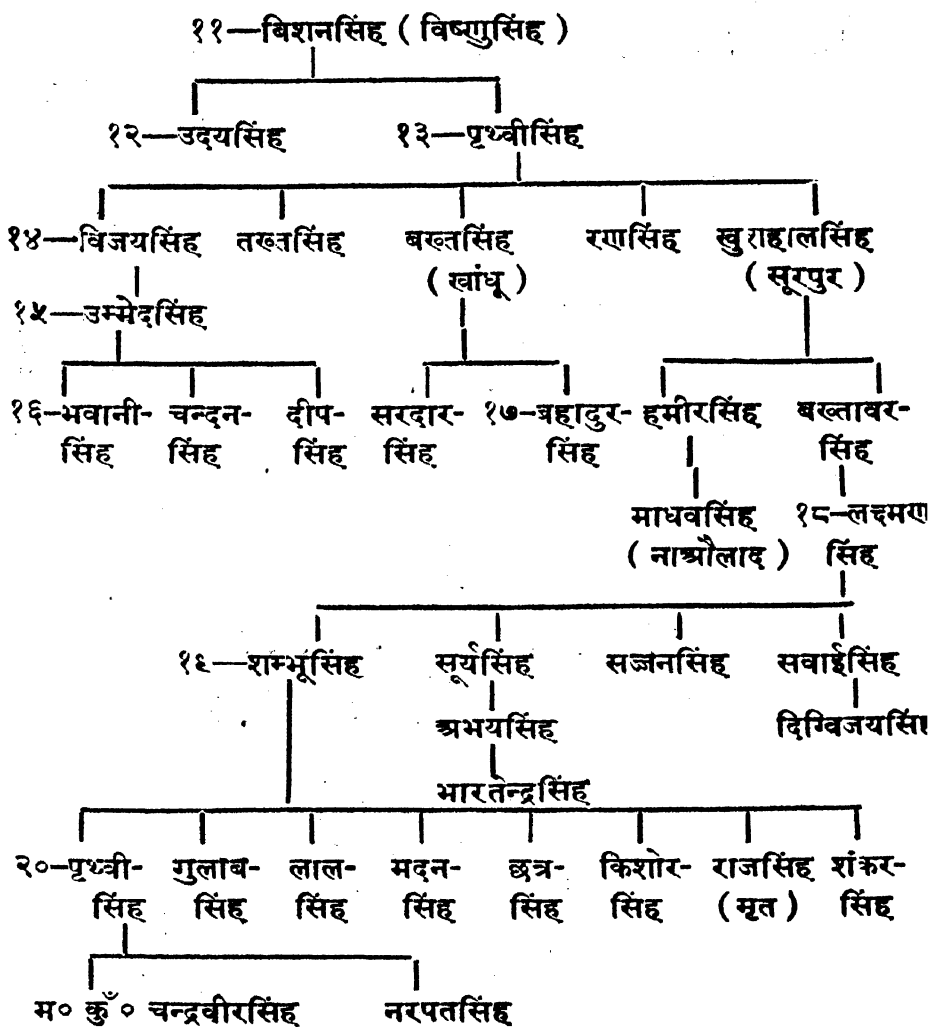 ११—बिशनसिंह ( विष्णुसिंह )
१२—उदयसिंह १३—पृथ्वीसिंह
१४—विजयसिंह तख्तसिंह बख्तसिंह रणसिंह खुशहालसिंह
( खांधू ) ( सूरपुर )
१५—उम्मेदसिंह
१६–भवानी- चन्दन- दीप- सरदार- १७–बहादुर- हमीरसिंह बख्तावर-
सिंह सिंह सिंह सिंह सिंह सिंह
माधवसिंह १८–लक्ष्मण
( नाऔलाद ) सिंह
१९—शम्भूसिंह सूर्यसिंह सज्जनसिंह सवाईसिंह
अभयसिंह दिग्विजयसिंह
भारतेन्द्रसिंह
२०–पृथ्वी- गुलाब- लाल- मदन- छत्र- किशोर- राजसिंह शंकर-
सिंह सिंह सिंह सिंह सिंह सिंह ( मृत ) सिंह
म० कुँ० चन्द्रवीरसिंह नरपतसिंह